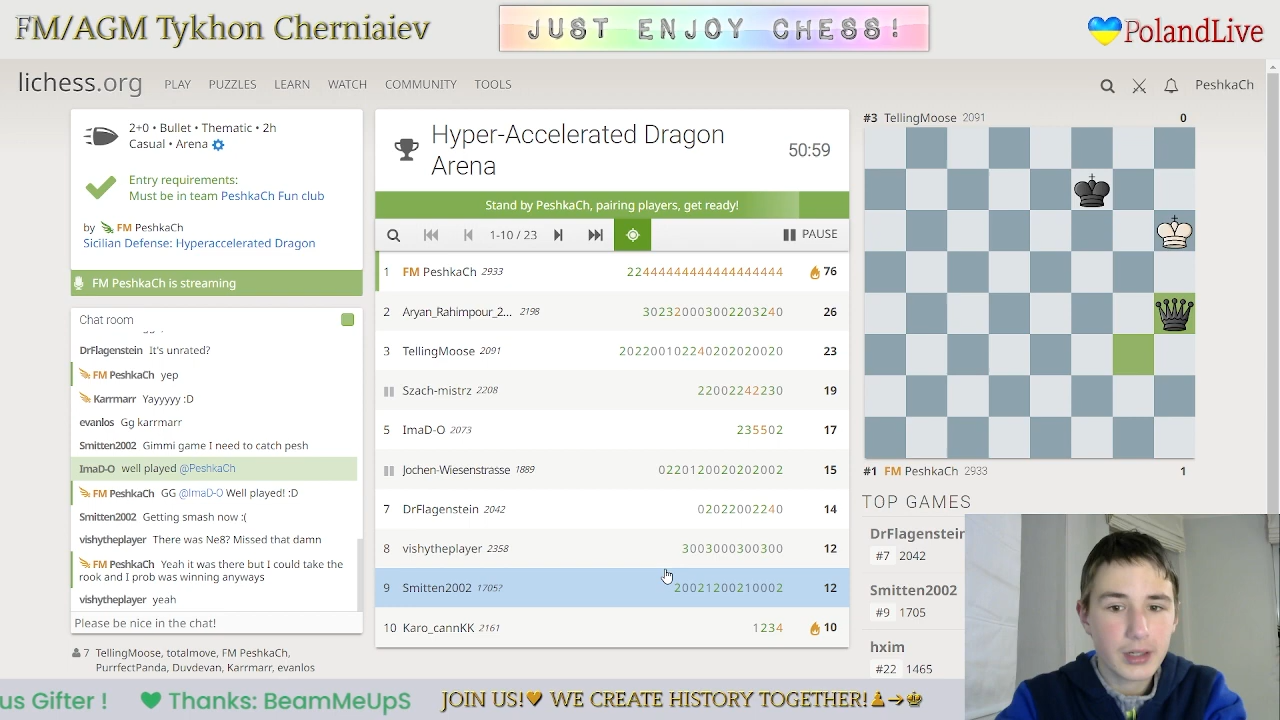 FM/AGM Tykhon Cherniaiev
JUST ENJOY CHESS!
PolandLive
lichess.org
PLAY PUZZLES LEARN WATCH COMMUNITY TOOLS
PeshkaCh
2+0 • Bullet • Thematic • 2h
Casual • Arena
Entry requirements:
Must be in team PeshkaCh Fun club
by FM PeshkaCh
Sicilian Defense: Hyperaccelerated Dragon
FM PeshkaCh is streaming
Chat room
DrFlagenstein It's unrated?
FM PeshkaCh yep
Karrmarr Yayyyyy :D
evanlos Gg karrmarr
Smitten2002 Gimmi game I need to catch pesh
ImaD-O well played @PeshkaCh
FM PeshkaCh GG @ImaD-O Well played! :D
Smitten2002 Getting smash now :(
vishytheplayer There was Ne8? Missed that damn
FM PeshkaCh Yeah it was there but I could take the
rook and I prob was winning anyways
vishytheplayer yeah
Please be nice in the chat!
7 TellingMoose, totalmove, FM PeshkaCh,
PurrfectPanda, Duvdevan, Karrmarr, evanlos
Hyper-Accelerated Dragon
Arena
50:59
Stand by PeshkaCh, pairing players, get ready!
1-10 / 23
PAUSE
1 FM PeshkaCh 2933 76
2 Aryan_Rahimpour_2... 2198 302320003002203240 26
3 TellingMoose 2091 20220010224020202020020 23
Szach-mistrz 2208 22002242230 19
5 ImaD-O 2073 235502 17
Jochen-Wiesenstrasse 1889 0220120020202002 15
7 DrFlagenstein 2042 02022002240 14
8 vishytheplayer 2358 3003000300300 12
9 Smitten2002 1705? 20021200210002 12
10 Karo_cannKK 2161 1234 10
#3 TellingMoose 2091 0
#1 FM PeshkaCh 2933 1
TOP GAMES
DrFlagenstein
#7 2042
Smitten2002
#9 1705
hxim
#22 1465
us Gifter ! Thanks: BeamMeUpS JOIN US! WE CREATE HISTORY TOGETHER!